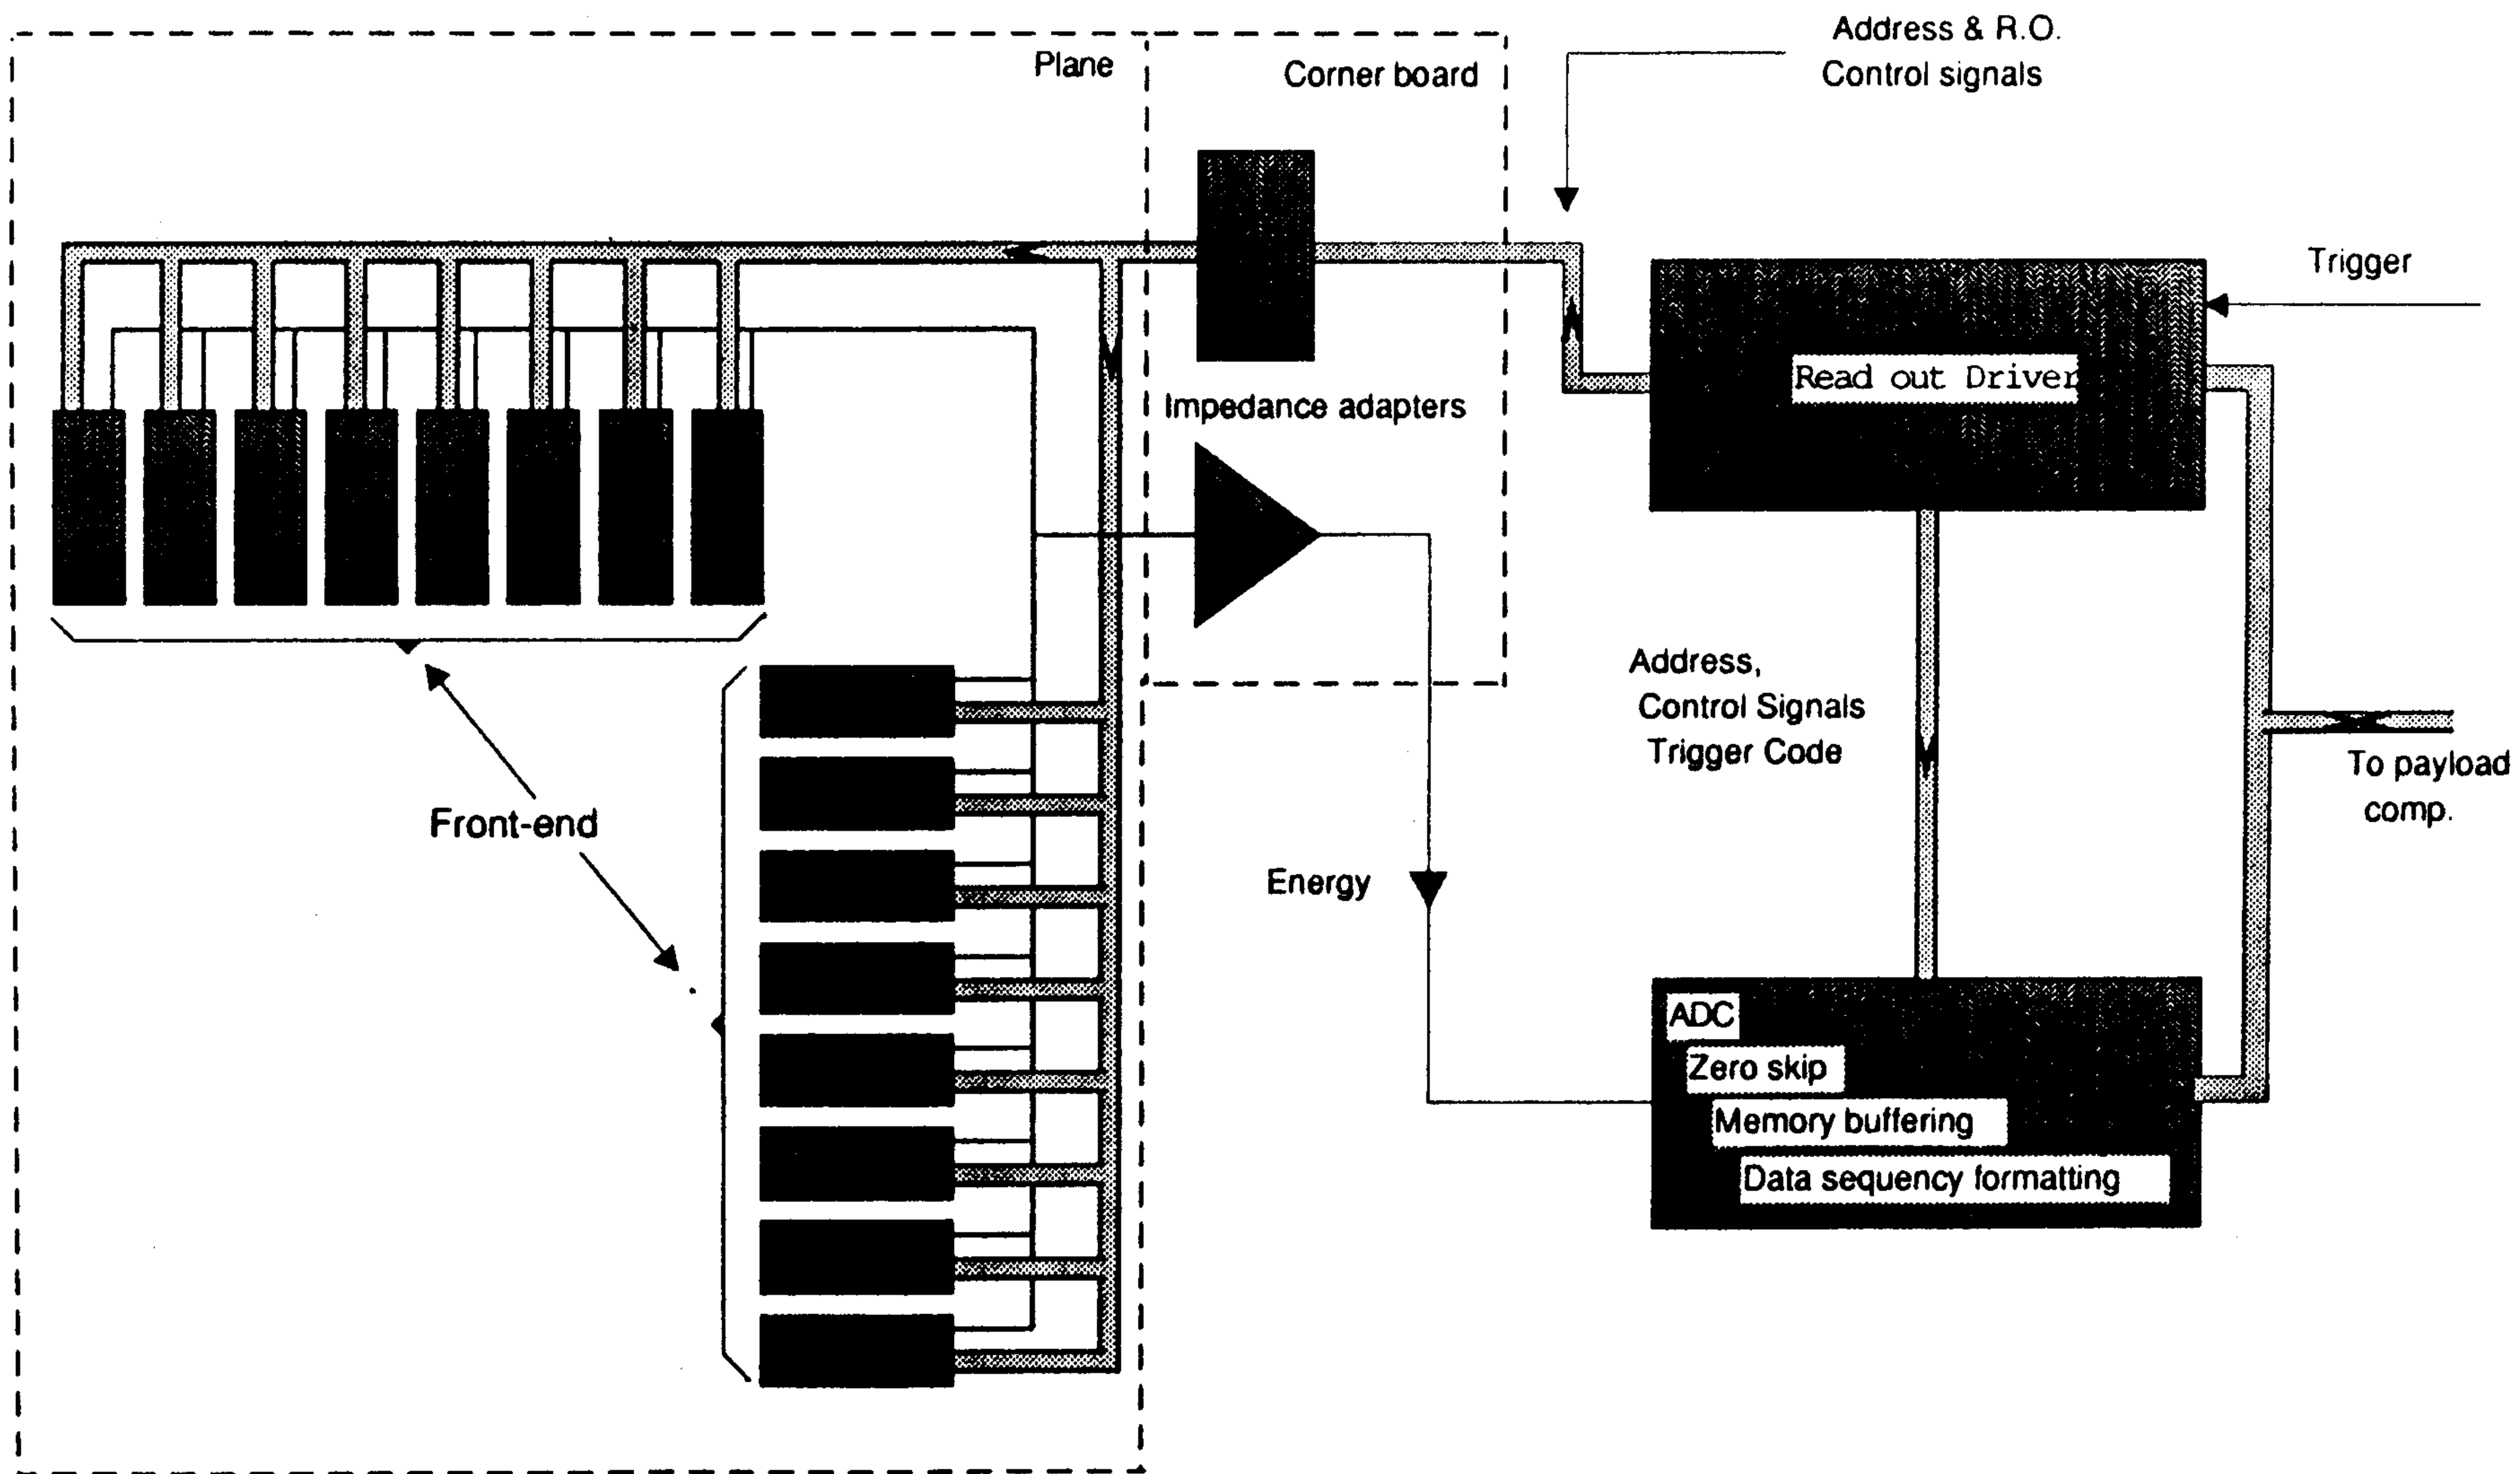 Plane
Corner board
Address & R.O.
Control signals
Trigger
Read out Driver
Impedance adapters
Address,
Control Signals
Trigger Code
To payload
comp.
Front-end
Energy
ADC
Zero skip
Memory buffering
Data sequency formatting